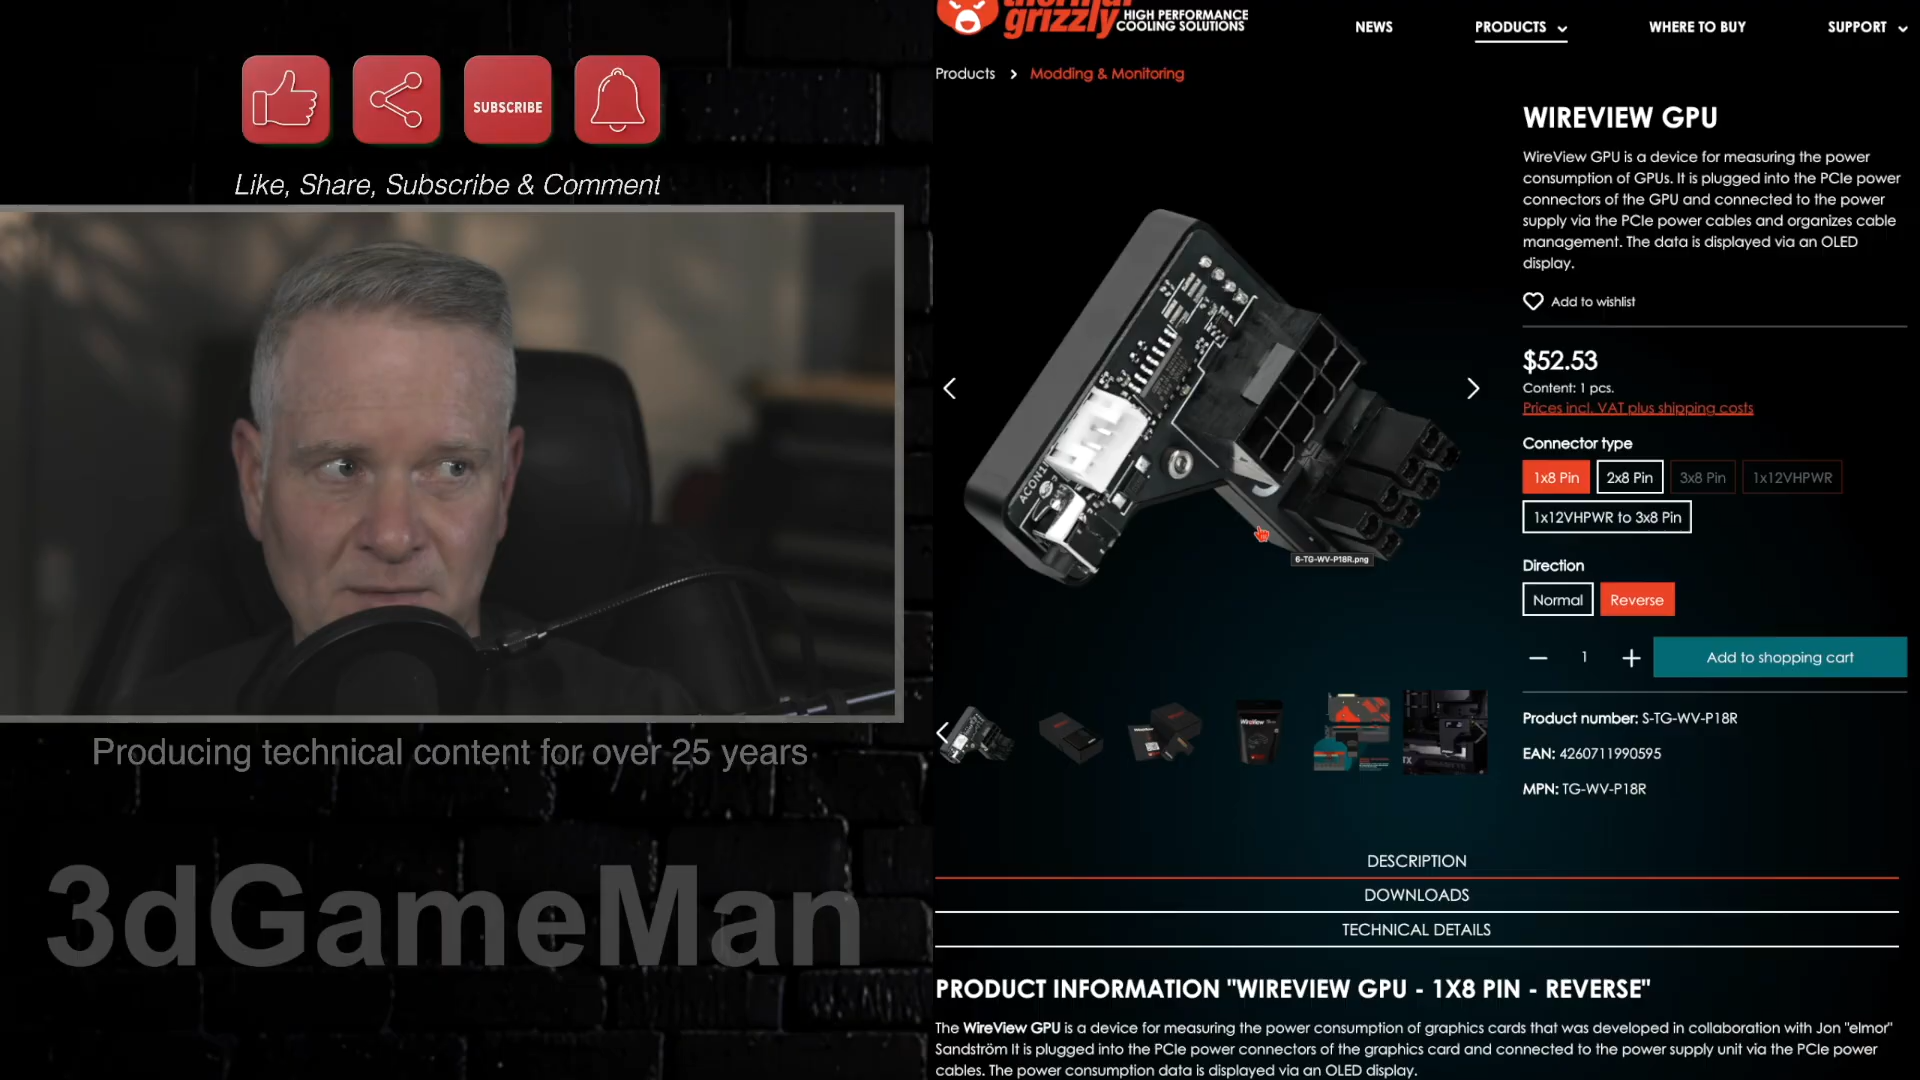 SUBSCRIBE
Like, Share, Subscribe & Comment
Producing technical content for over 25 years
3dGameMan
thermal
grizzly
HIGH PERFORMANCE
COOLING SOLUTIONS
NEWS
PRODUCTS
WHERE TO BUY
SUPPORT
Products > Modding & Monitoring
ACON1
6-TG-WV-P18R.png
WireView
WIREVIEW GPU
WireView GPU is a device for measuring the power
consumption of GPUs. It is plugged into the PCIe power
connectors of the GPU and connected to the power
supply via the PCIe power cables and organizes cable
management. The data is displayed via an OLED
display.
Add to wishlist
$52.53
Content: 1 pcs.
Prices incl. VAT plus shipping costs
Connector type
1x8 Pin 2x8 Pin 3x8 Pin 1x12VHPWR
1x12VHPWR to 3x8 Pin
Direction
Normal Reverse
1
Add to shopping cart
Product number: S-TG-WV-P18R
EAN: 4260711990595
MPN: TG-WV-P18R
DESCRIPTION
DOWNLOADS
TECHNICAL DETAILS
PRODUCT INFORMATION "WIREVIEW GPU - 1X8 PIN - REVERSE"
The WireView GPU is a device for measuring the power consumption of graphics cards that was developed in collaboration with Jon "elmor"
Sandström It is plugged into the PCIe power connectors of the graphics card and connected to the power supply unit via the PCIe power
cables. The power consumption data is displayed via an OLED display.